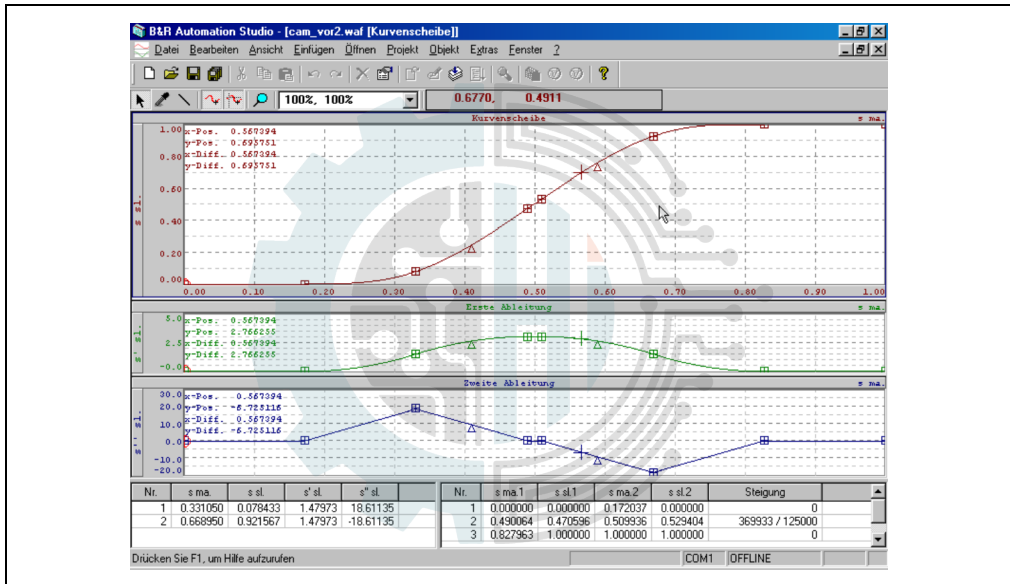 B&R Automation Studio - [cam_vor2.waf [Kurvenscheibe]]
Datei Bearbeiten Ansicht Einfügen Öffnen Projekt Objekt Extras Fenster ?
100%, 100%
0.6770, 0.4911
Kurvenscheibe s ma.
s sl.
1.00
0.80
0.60
0.40
0.20
0.00
x-Pos. 0.567394
y-Pos. 0.693751
x-Diff. 0.567394
y-Diff. 0.693751
0.00 0.10 0.20 0.30 0.40 0.50 0.60 0.70 0.80 0.90 1.00
Erste Ableitung s ma.
s' sl.
5.0
2.5
-0.0
x-Pos. 0.567394
y-Pos. 2.766255
x-Diff. 0.567394
y-Diff. 2.766255
Zweite Ableitung s ma.
s'' sl.
30.0
20.0
10.0
0.0
-10.0
-20.0
x-Pos. 0.567394
y-Pos. -6.725116
x-Diff. 0.567394
y-Diff. -6.725116
Nr. s ma. s sl. s' sl. s'' sl.
1 0.331050 0.078433 1.47973 18.61135
2 0.668950 0.921567 1.47973 -18.61135
Nr. s ma.1 s sl.1 s ma.2 s sl.2 Steigung
1 0.000000 0.000000 0.172037 0.000000 0
2 0.490064 0.470596 0.509936 0.529404 369933 / 125000
3 0.827963 1.000000 1.000000 1.000000 0
Drücken Sie F1, um Hilfe aufzurufen COM1 OFFLINE